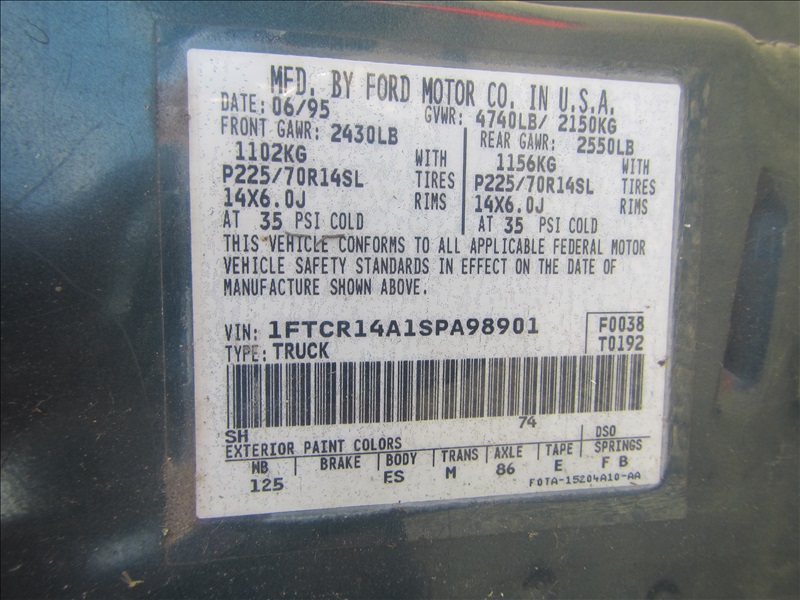 MFD. BY FORD MOTOR CO. IN U.S.A.
DATE: 06/95 GVWR: 4740LB/ 2150KG
FRONT GAWR: 2430LB REAR GAWR: 2550LB
1102KG WITH 1156KG WITH
P225/70R14SL TIRES P225/70R14SL TIRES
14X6.0J RIMS 14X6.0J RIMS
AT 35 PSI COLD AT 35 PSI COLD
THIS VEHICLE CONFORMS TO ALL APPLICABLE FEDERAL MOTOR
VEHICLE SAFETY STANDARDS IN EFFECT ON THE DATE OF
MANUFACTURE SHOWN ABOVE.
VIN: 1FTCR14A1SPA98901 F0038
TYPE: TRUCK T0192
SH 74
EXTERIOR PAINT COLORS DSO
WB BRAKE BODY TRANS AXLE TAPE SPRINGS
125 ES M 86 E F B
F0TA-15204A10-AA